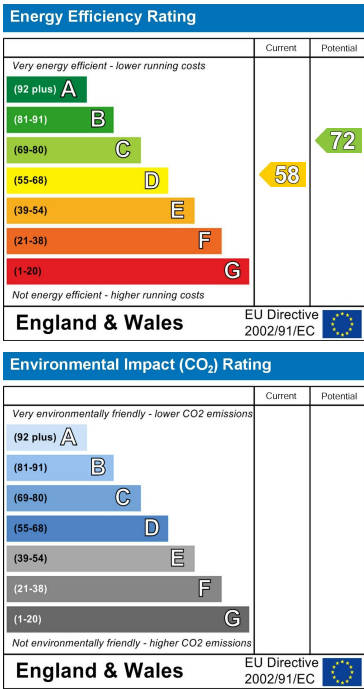 Energy Efficiency Rating
Current Potential
Very energy efficient - lower running costs
(92 plus) A
(81-91) B
(69-80) C
72
(55-68) D
58
(39-54) E
(21-38) F
(1-20) G
Not energy efficient - higher running costs
England & Wales
EU Directive
2002/91/EC
Environmental Impact (CO₂) Rating
Current Potential
Very environmentally friendly - lower CO2 emissions
(92 plus) A
(81-91) B
(69-80) C
(55-68) D
(39-54) E
(21-38) F
(1-20) G
Not environmentally friendly - higher CO2 emissions
England & Wales
EU Directive
2002/91/EC